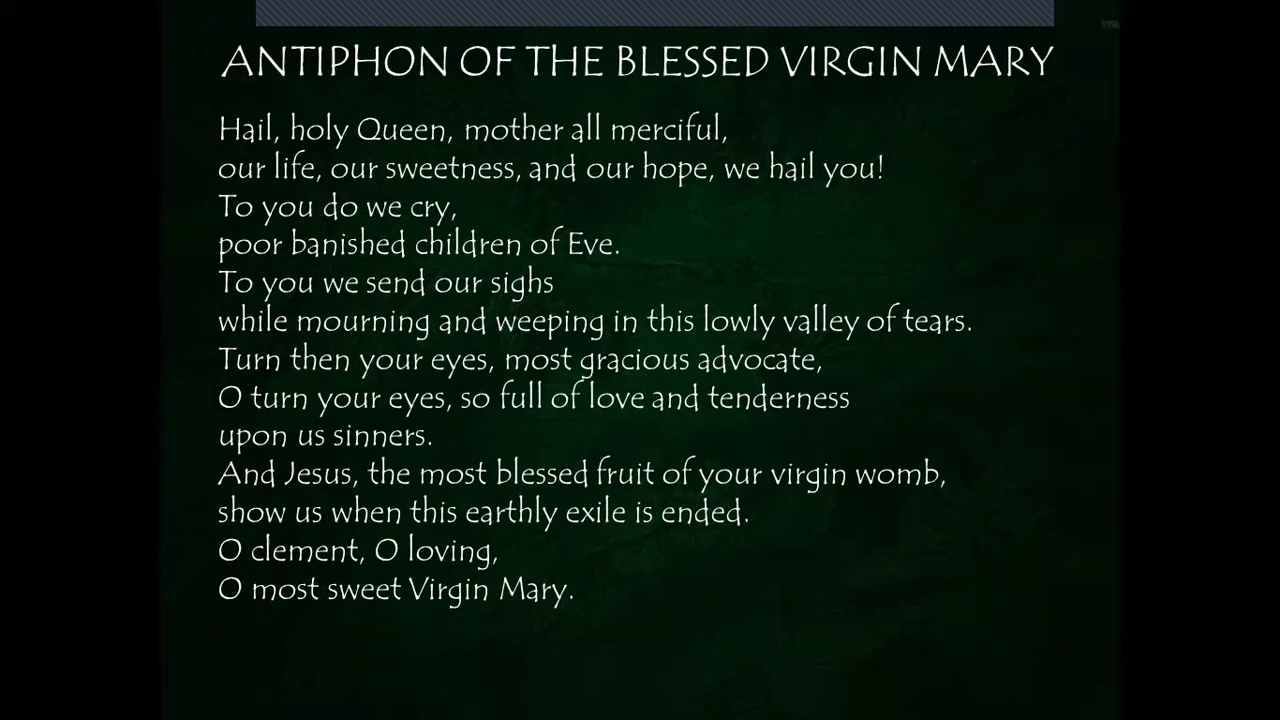 ANTIPHON OF THE BLESSED VIRGIN MARY
Hail, holy Queen, mother all merciful,
our life, our sweetness, and our hope, we hail you!
To you do we cry,
poor banished children of Eve.
To you we send our sighs
while mourning and weeping in this lowly valley of tears.
Turn then your eyes, most gracious advocate,
O turn your eyes, so full of love and tenderness
upon us sinners.
And Jesus, the most blessed fruit of your virgin womb,
show us when this earthly exile is ended.
O clement, O loving,
O most sweet Virgin Mary.